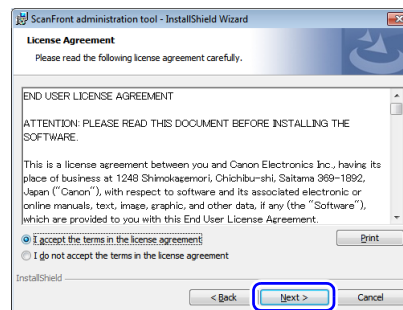 ScanFront administration tool - InstallShield Wizard
License Agreement
Please read the following license agreement carefully.
END USER LICENSE AGREEMENT
ATTENTION: PLEASE READ THIS DOCUMENT BEFORE INSTALLING THE
SOFTWARE.
This is a license agreement between you and Canon Electronics Inc., having its
place of business at 1248 Shimokagemori, Chichibu-shi, Saitama 369-1892,
Japan ("Canon"), with respect to software and its associated electronic or
online manuals, text, image, graphic, and other data, if any (the "Software"),
which are provided to you with this End User License Agreement.
I accept the terms in the license agreement
Print
I do not accept the terms in the license agreement
InstallShield
< Back
Next >
Cancel